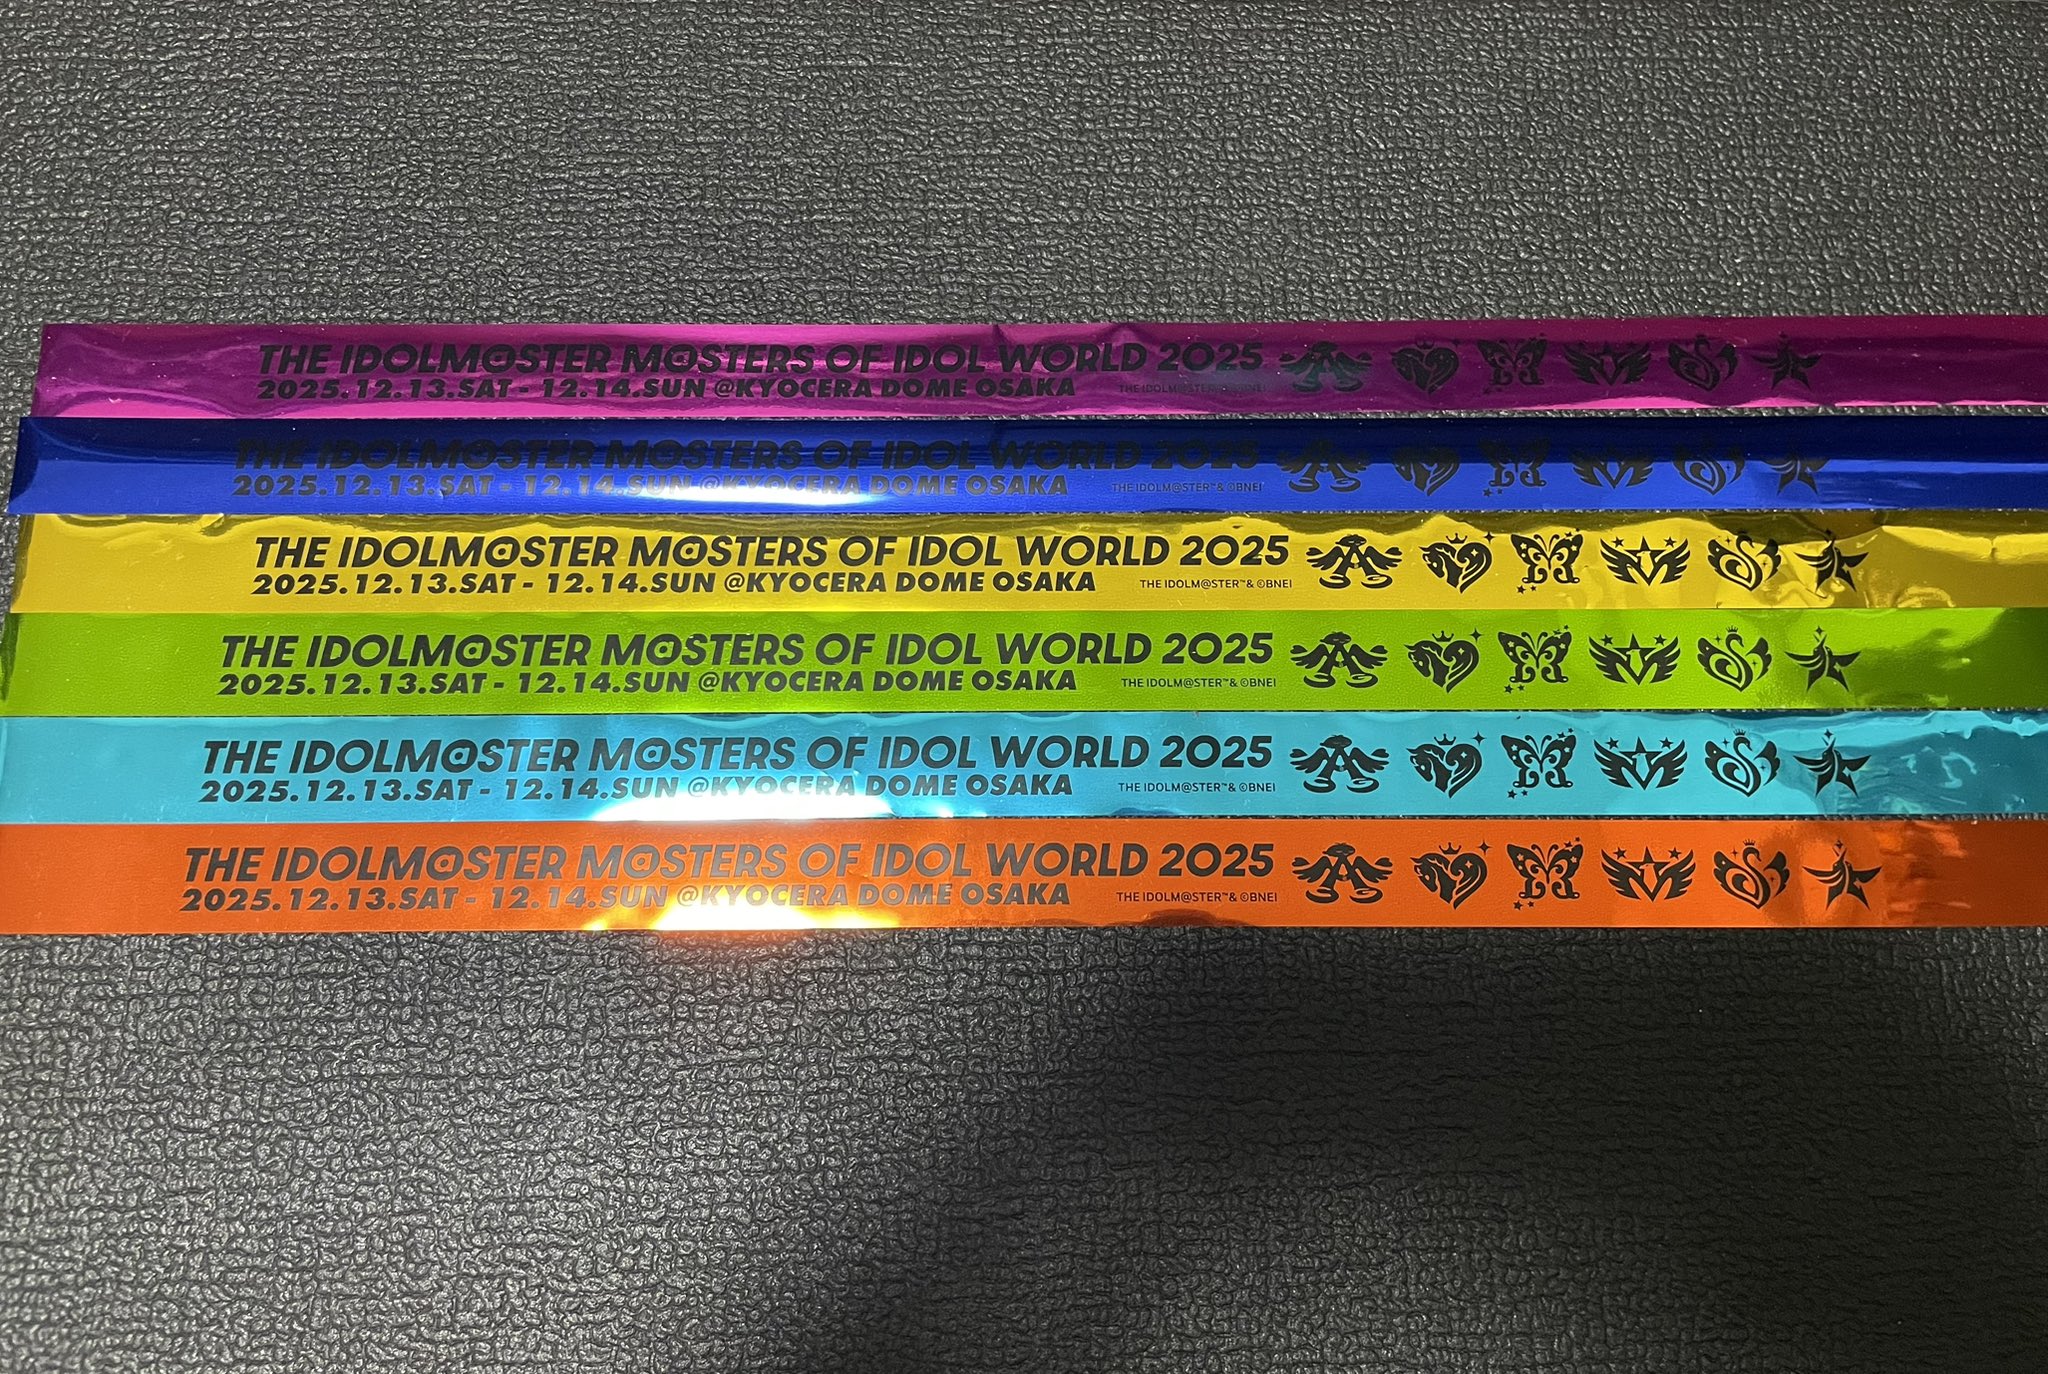 THE IDOLM@STER M@STERS OF IDOL WORLD 2025
2025.12.13.SAT - 12.14.SUN @KYOCERA DOME OSAKA
THE IDOLM@STER™& ©BNEI
THE IDOLM@STER M@STERS OF IDOL WORLD 2025
2025.12.13.SAT - 12.14.SUN @KYOCERA DOME OSAKA
THE IDOLM@STER™& ©BNEI
THE IDOLM@STER M@STERS OF IDOL WORLD 2025
2025.12.13.SAT - 12.14.SUN @KYOCERA DOME OSAKA
THE IDOLM@STER™& ©BNEI
THE IDOLM@STER M@STERS OF IDOL WORLD 2025
2025.12.13.SAT - 12.14.SUN @KYOCERA DOME OSAKA
THE IDOLM@STER™& ©BNEI
THE IDOLM@STER M@STERS OF IDOL WORLD 2025
2025.12.13.SAT - 12.14.SUN @KYOCERA DOME OSAKA
THE IDOLM@STER™& ©BNEI
THE IDOLM@STER M@STERS OF IDOL WORLD 2025
2025.12.13.SAT - 12.14.SUN @KYOCERA DOME OSAKA
THE IDOLM@STER™& ©BNEI